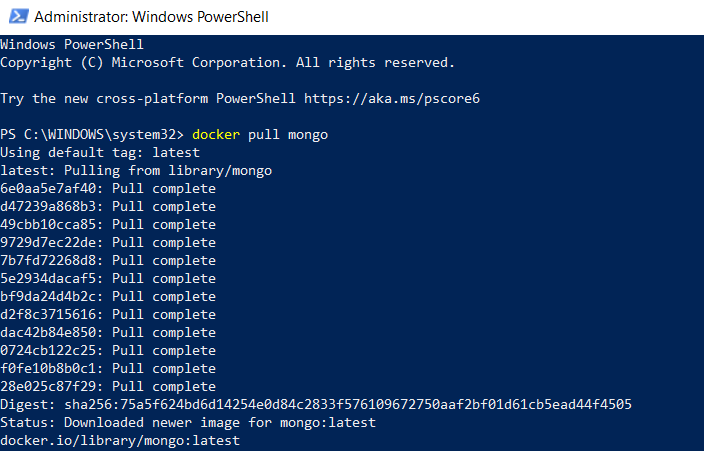 Administrator: Windows PowerShell
Windows PowerShell
Copyright (C) Microsoft Corporation. All rights reserved.
Try the new cross-platform PowerShell https://aka.ms/pscore6
PS C:\WINDOWS\system32> docker pull mongo
Using default tag: latest
latest: Pulling from library/mongo
6e0aa5e7af40: Pull complete
d47239a868b3: Pull complete
49cbb10cca85: Pull complete
9729d7ec22de: Pull complete
7b7fd72268d8: Pull complete
5e2934dacaf5: Pull complete
bf9da24d4b2c: Pull complete
d2f8c3715616: Pull complete
dac42b84e850: Pull complete
0724cb122c25: Pull complete
f0fe10b8b0c1: Pull complete
28e025c87f29: Pull complete
Digest: sha256:75a5f624bd6d14254e0d84c2833f576109672750aaf2bf01d61cb5ead44f4505
Status: Downloaded newer image for mongo:latest
docker.io/library/mongo:latest